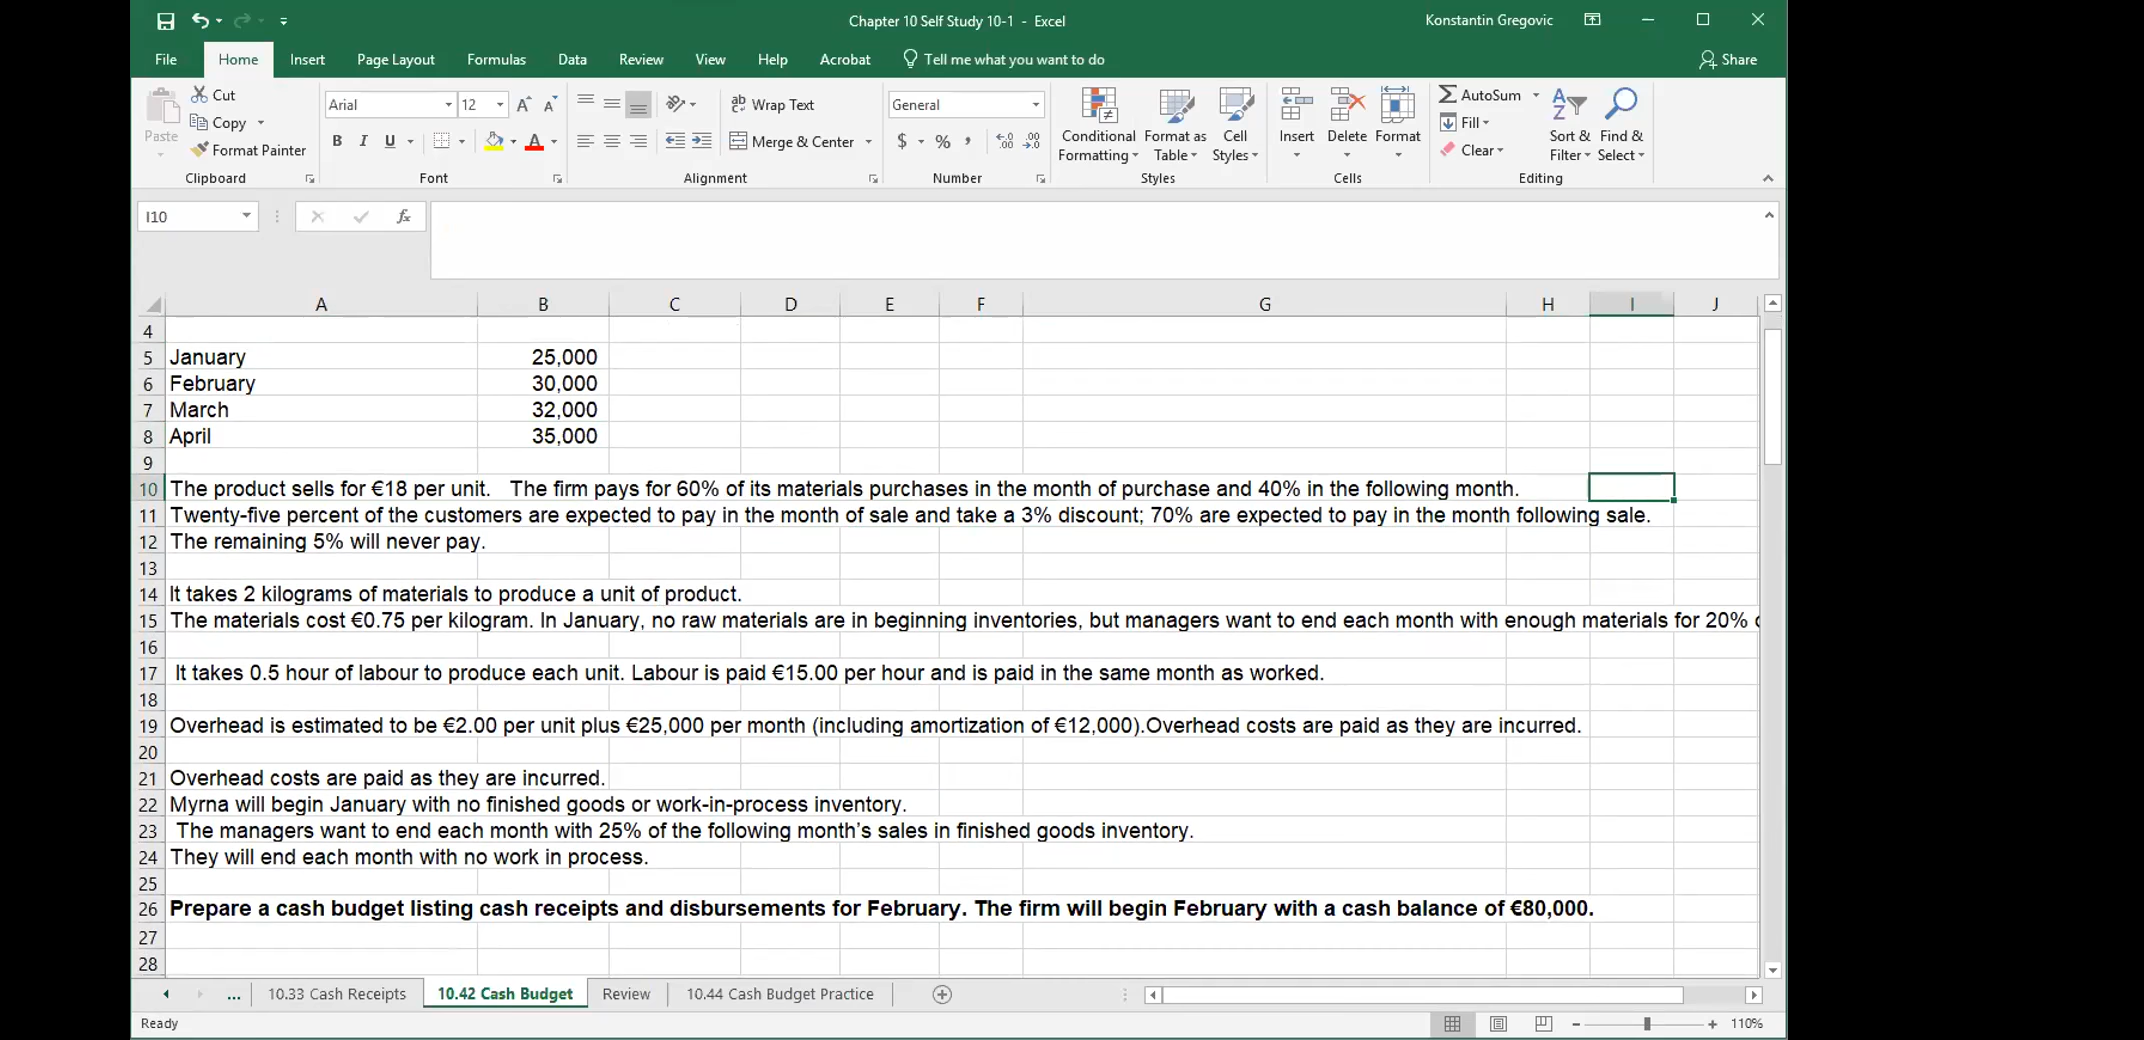 Chapter 10 Self Study 10-1 - Excel
Konstantin Gregovic
File Home Insert Page Layout Formulas Data Review View Help Acrobat Tell me what you want to do Share
Paste
Cut
Copy
Format Painter
Clipboard
Arial 12
B I U
Font
Wrap Text
Merge & Center
Alignment
General
$ % ,
Number
Conditional Formatting
Format as Table
Cell Styles
Styles
Insert Delete Format
Cells
AutoSum
Fill
Clear
Sort & Filter
Find & Select
Editing
I10 fx
A B C D E F G H I J
4
5 January 25,000
6 February 30,000
7 March 32,000
8 April 35,000
9
10 The product sells for €18 per unit. The firm pays for 60% of its materials purchases in the month of purchase and 40% in the following month.
11 Twenty-five percent of the customers are expected to pay in the month of sale and take a 3% discount; 70% are expected to pay in the month following sale.
12 The remaining 5% will never pay.
13
14 It takes 2 kilograms of materials to produce a unit of product.
15 The materials cost €0.75 per kilogram. In January, no raw materials are in beginning inventories, but managers want to end each month with enough materials for 20%
16
17 It takes 0.5 hour of labour to produce each unit. Labour is paid €15.00 per hour and is paid in the same month as worked.
18
19 Overhead is estimated to be €2.00 per unit plus €25,000 per month (including amortization of €12,000).Overhead costs are paid as they are incurred.
20
21 Overhead costs are paid as they are incurred.
22 Myrna will begin January with no finished goods or work-in-process inventory.
23 The managers want to end each month with 25% of the following month's sales in finished goods inventory.
24 They will end each month with no work in process.
25
26 Prepare a cash budget listing cash receipts and disbursements for February. The firm will begin February with a cash balance of €80,000.
27
28
... 10.33 Cash Receipts 10.42 Cash Budget Review 10.44 Cash Budget Practice
Ready 110%